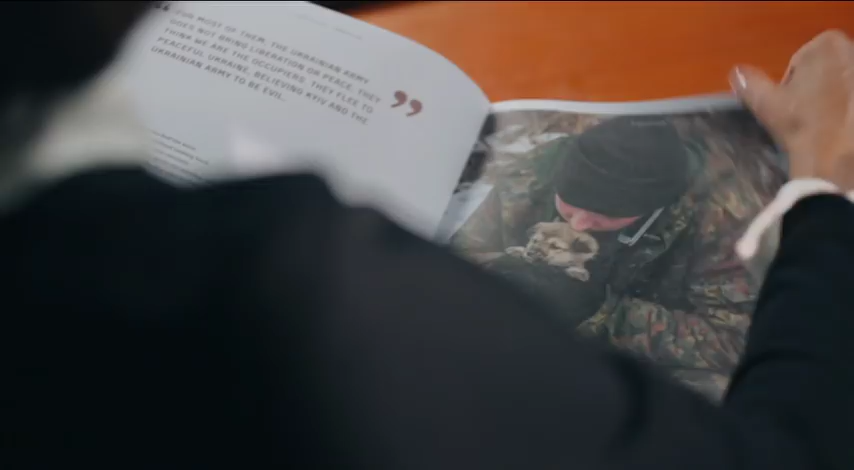 “ FOR MOST OF THEM, THE UKRAINIAN ARMY
DOES NOT BRING LIBERATION OR PEACE. THEY
THINK WE ARE THE OCCUPIERS. THEY FLEE TO
PEACEFUL UKRAINE, BELIEVING KYIV AND THE
UKRAINIAN ARMY TO BE EVIL.
”